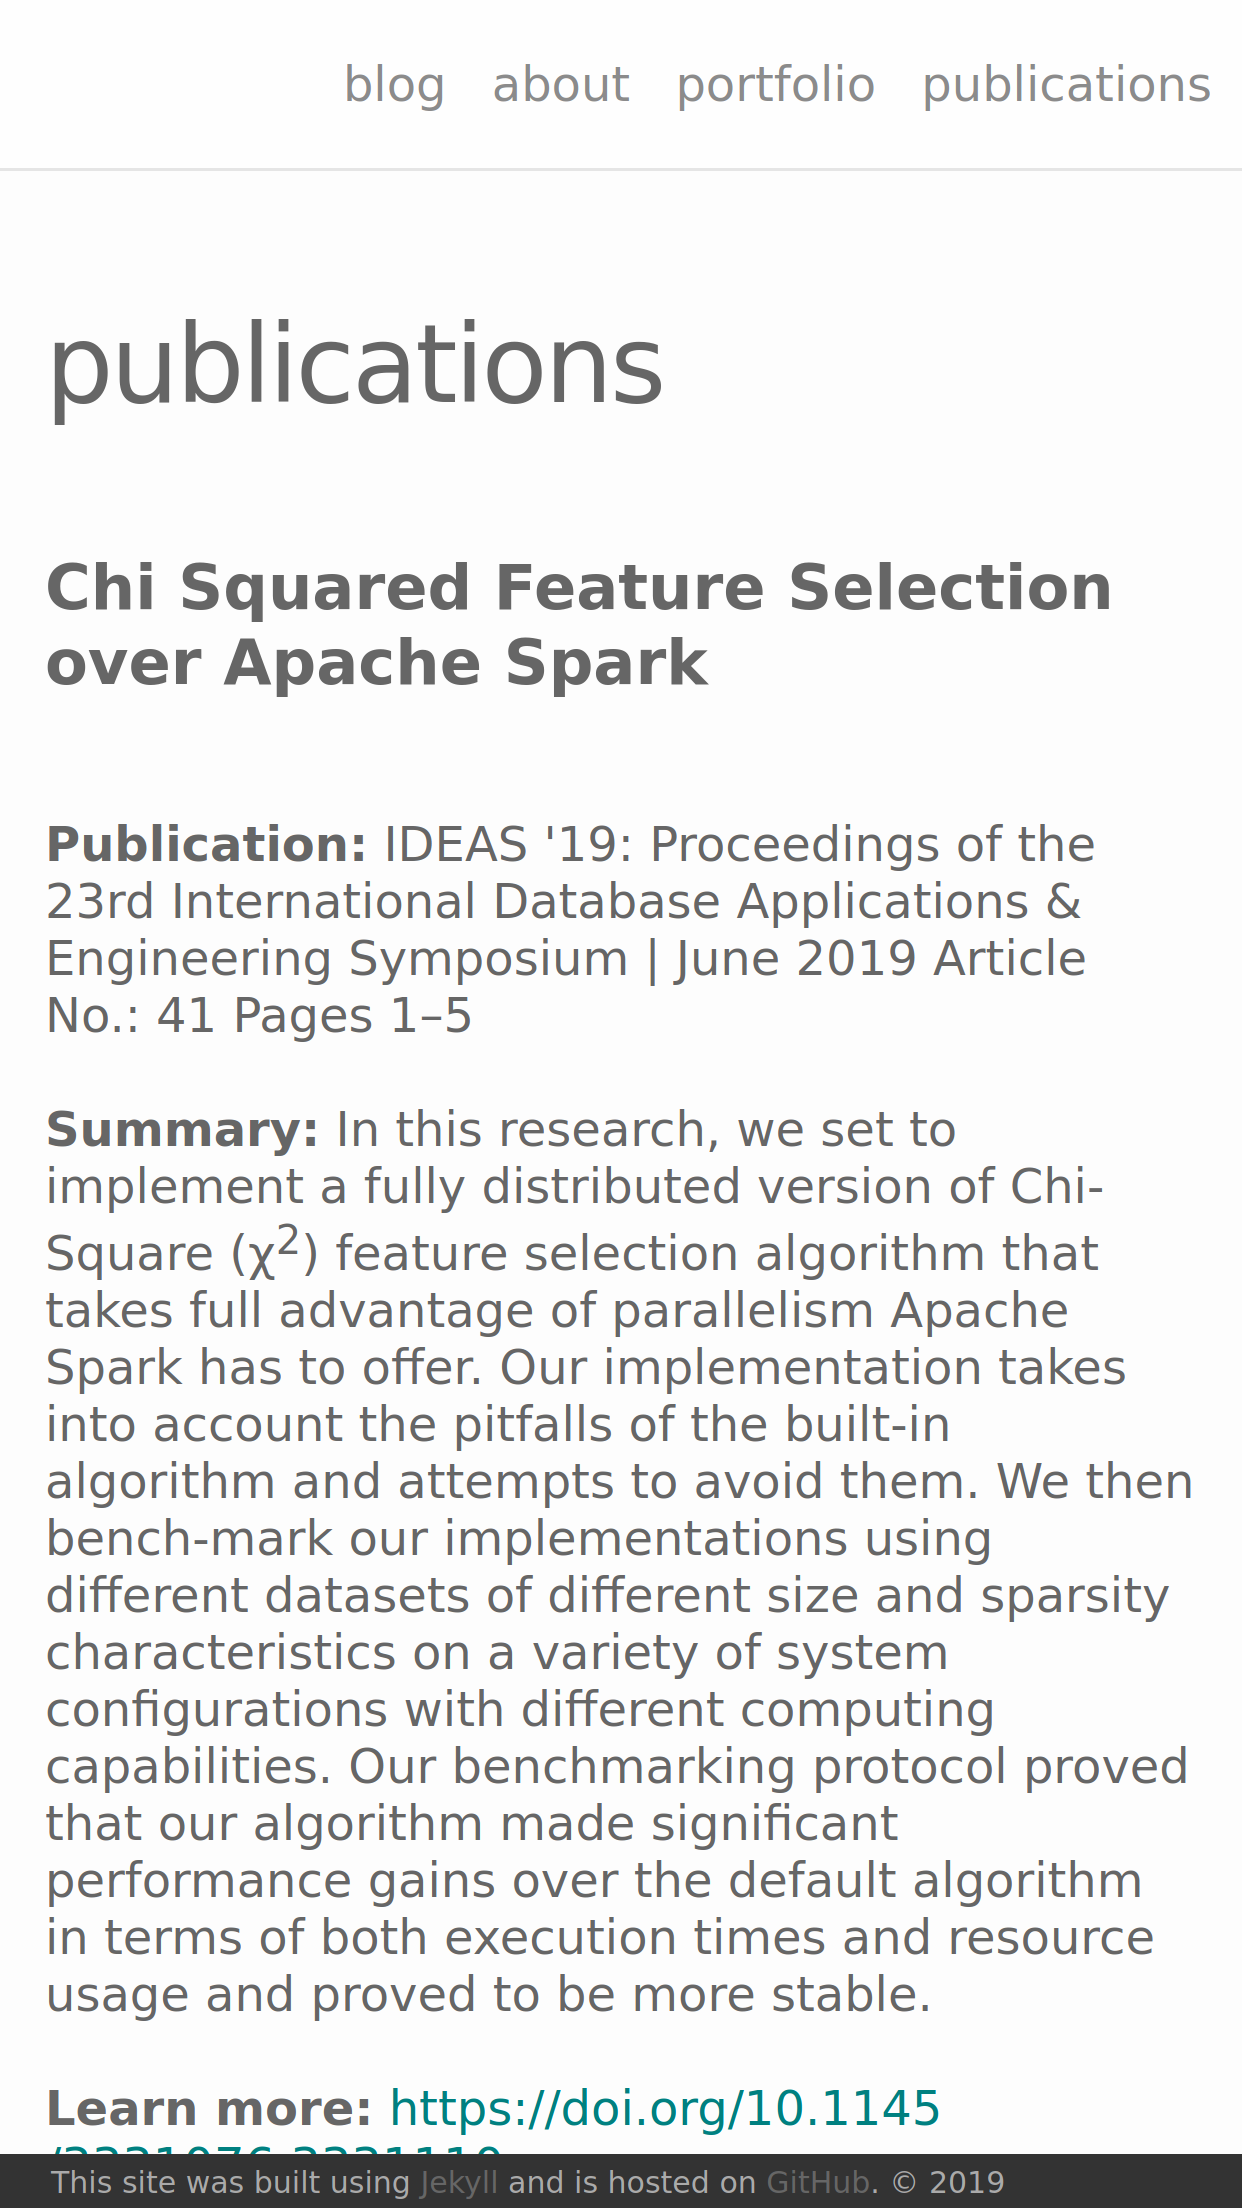 blog about portfolio publications
publications
Chi Squared Feature Selection
over Apache Spark
Publication: IDEAS '19: Proceedings of the
23rd International Database Applications &
Engineering Symposium | June 2019 Article
No.: 41 Pages 1–5
Summary: In this research, we set to
implement a fully distributed version of Chi-
Square (χ²) feature selection algorithm that
takes full advantage of parallelism Apache
Spark has to offer. Our implementation takes
into account the pitfalls of the built-in
algorithm and attempts to avoid them. We then
bench-mark our implementations using
different datasets of different size and sparsity
characteristics on a variety of system
configurations with different computing
capabilities. Our benchmarking protocol proved
that our algorithm made significant
performance gains over the default algorithm
in terms of both execution times and resource
usage and proved to be more stable.
Learn more: https://doi.org/10.1145
This site was built using Jekyll and is hosted on GitHub. © 2019